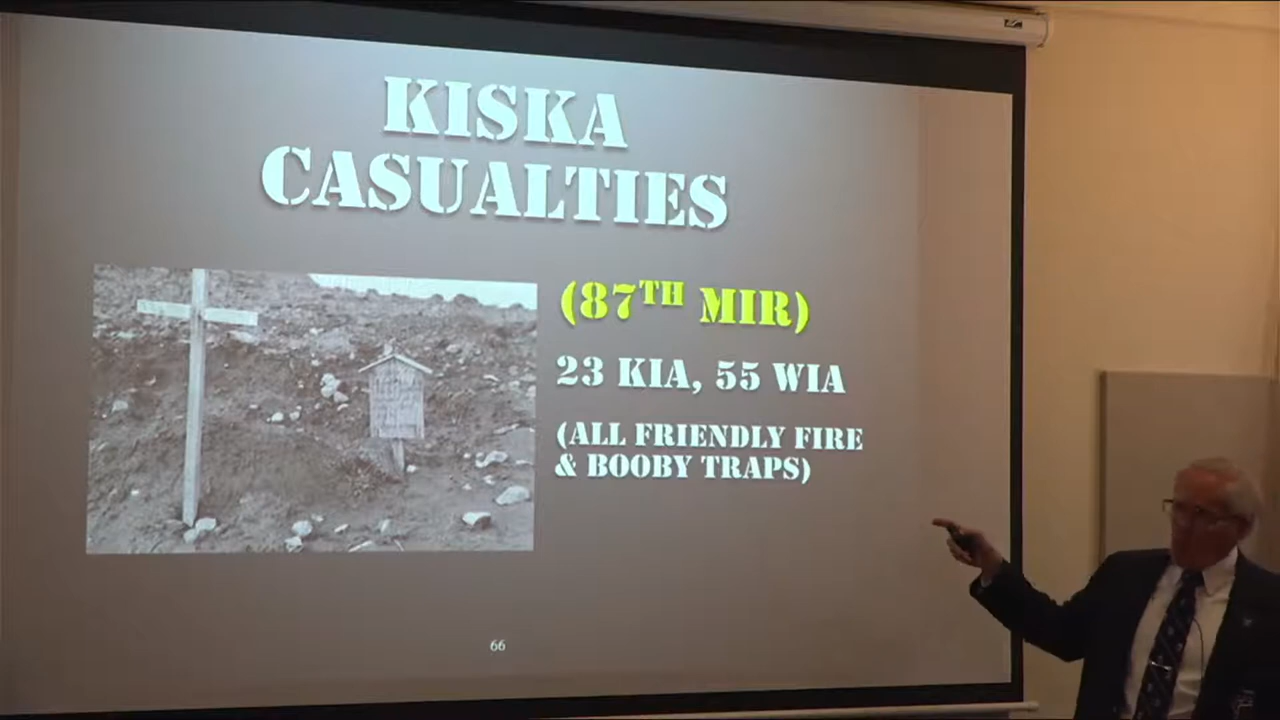 KISKA
CASUALTIES
(87TH MIR)
23 KIA, 55 WIA
(ALL FRIENDLY FIRE
& BOOBY TRAPS)
66